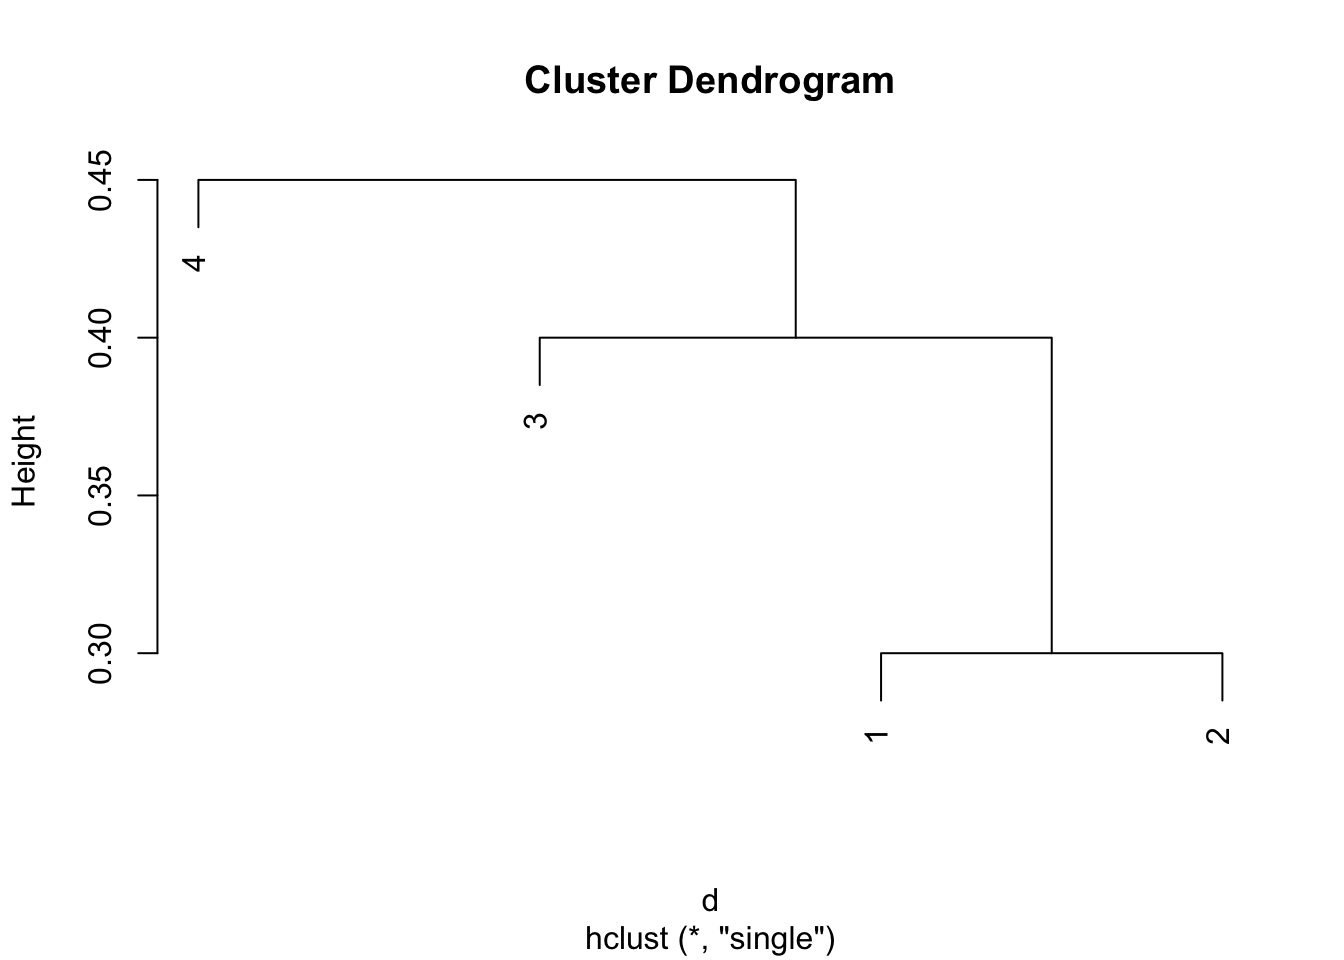 Cluster Dendrogram
Height
0.45
0.40
0.35
0.30
4
3
1
2
d
hclust (*, "single")